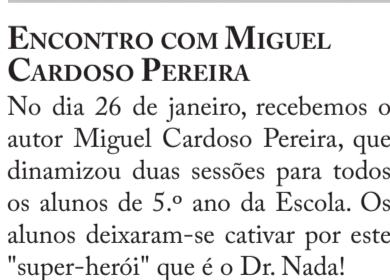 ENCONTRO COM MIGUEL
CARDOSO PEREIRA
No dia 26 de janeiro, recebemos o
autor Miguel Cardoso Pereira, que
dinamizou duas sessões para todos
os alunos de 5.º ano da Escola. Os
alunos deixaram-se cativar por este
"super-herói" que é o Dr. Nada!